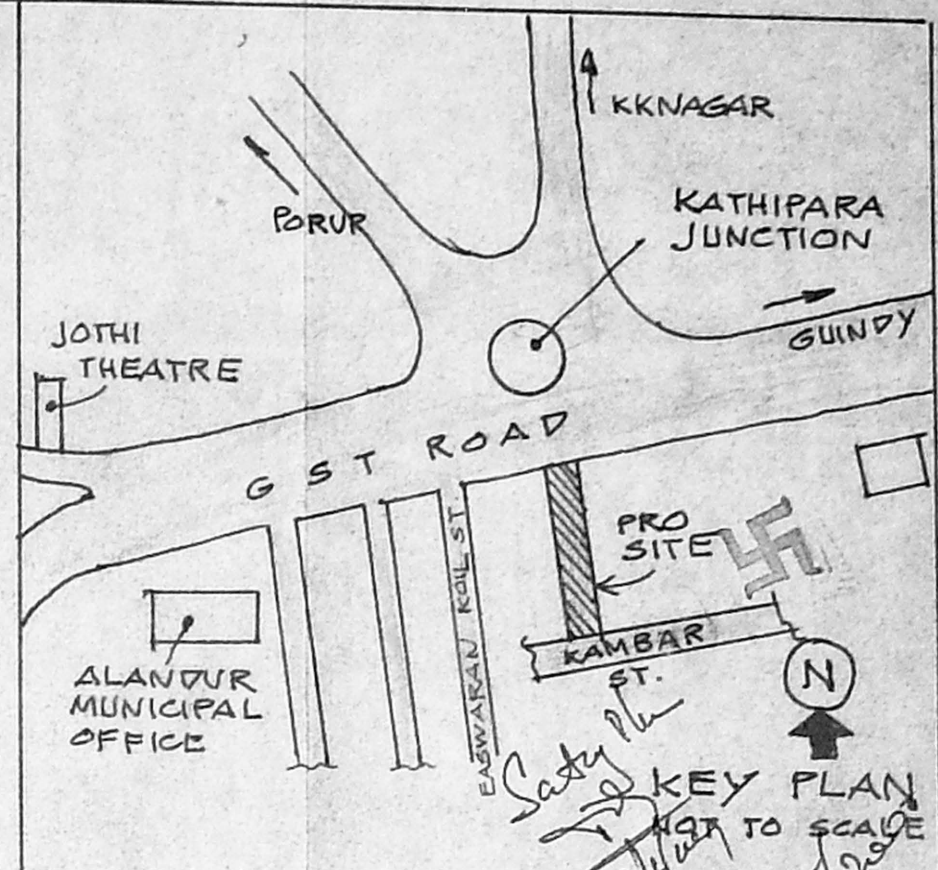 KKNAGAR
PORUR
KATHIPARA
JUNCTION
GUINDY
JOTHI
THEATRE
GST ROAD
PRO
SITE
EASWARAN KOIL ST.
KAMBAR
ST.
N
ALANDUR
MUNICIPAL
OFFICE
KEY PLAN
NOT TO SCALE